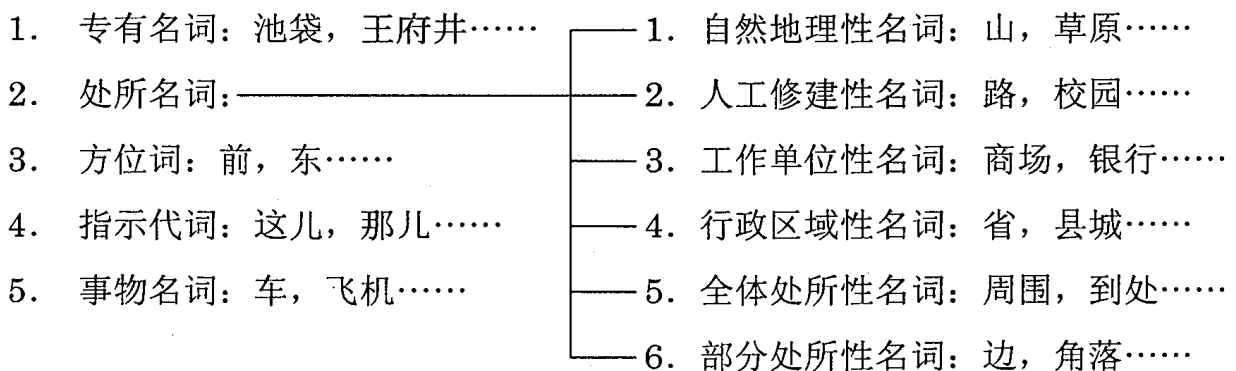 1. 专有名词：池袋，王府井……
2. 处所名词：
3. 方位词：前，东……
4. 指示代词：这儿，那儿……
5. 事物名词：车，飞机……
1. 自然地理性名词：山，草原……
2. 人工修建性名词：路，校园……
3. 工作单位性名词：商场，银行……
4. 行政区域性名词：省，县城……
5. 全体处所性名词：周围，到处……
6. 部分处所性名词：边，角落……